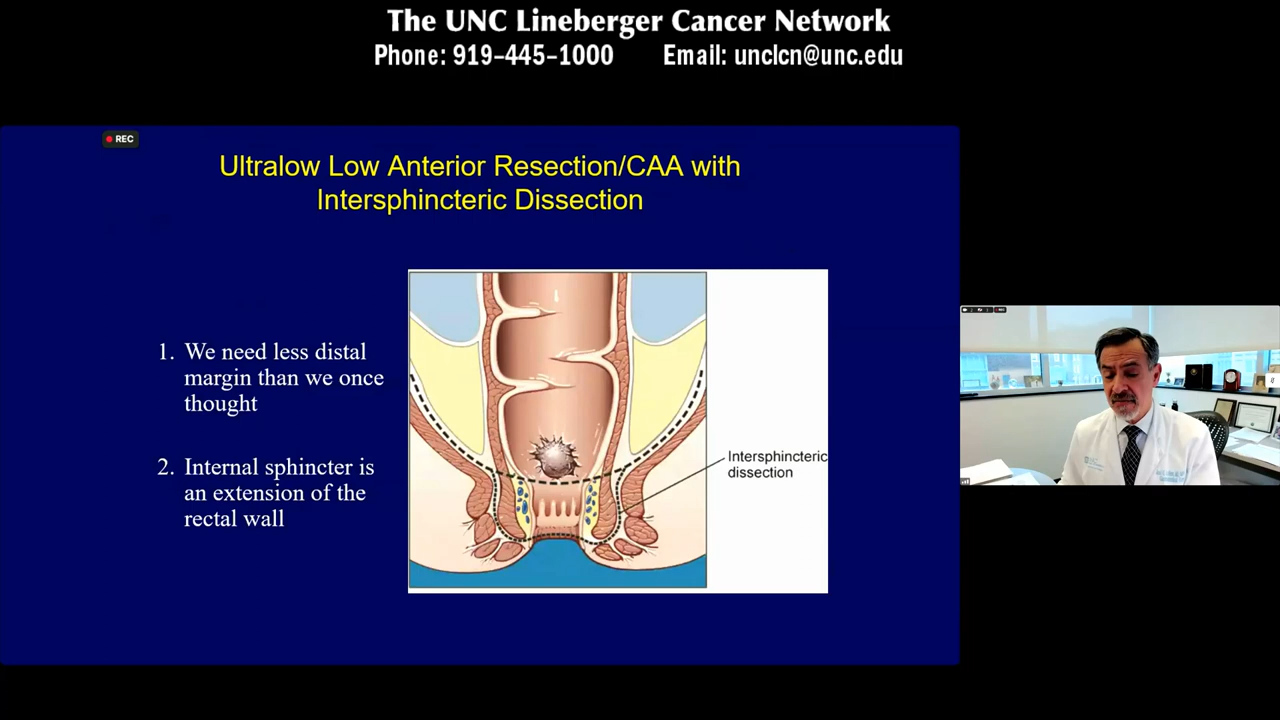 The UNC Lineberger Cancer Network
Phone: 919-445-1000 Email: unclcn@unc.edu
REC
Ultralow Low Anterior Resection/CAA with
Intersphincteric Dissection
1. We need less distal
margin than we once
thought
2. Internal sphincter is
an extension of the
rectal wall
Intersphincteric
dissection